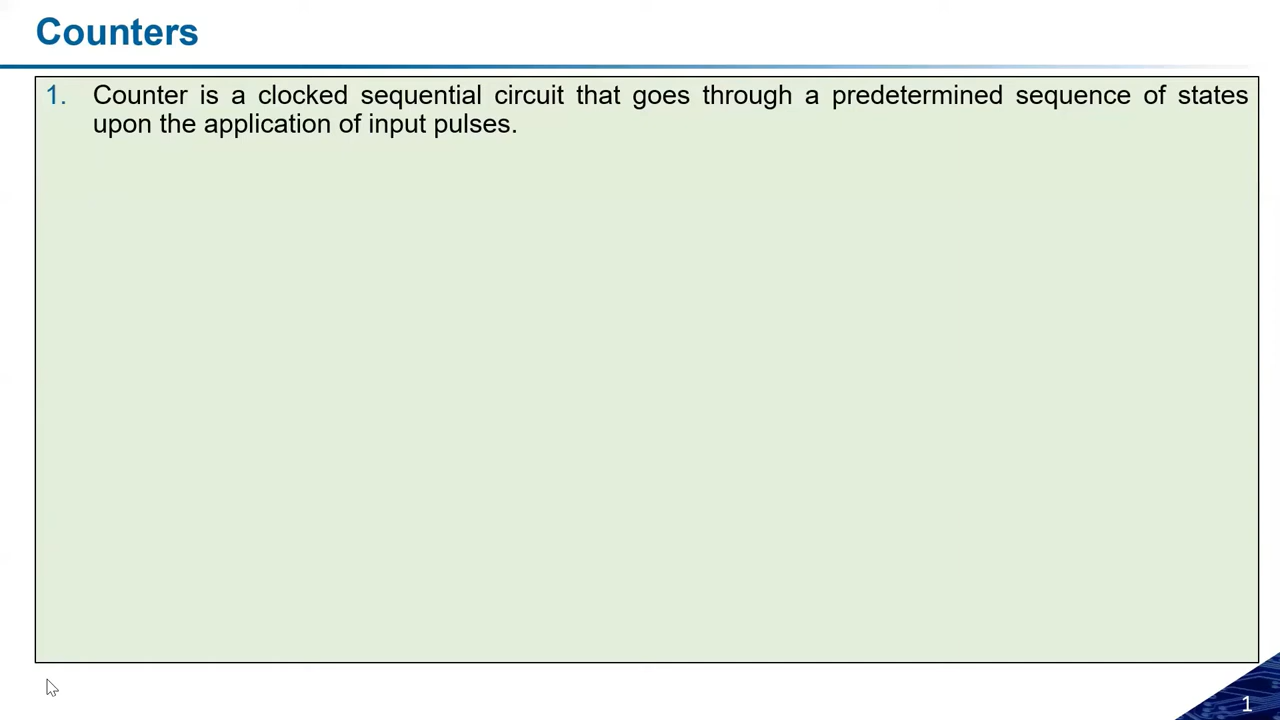 Counters
1. Counter is a clocked sequential circuit that goes through a predetermined sequence of states
upon the application of input pulses.
1